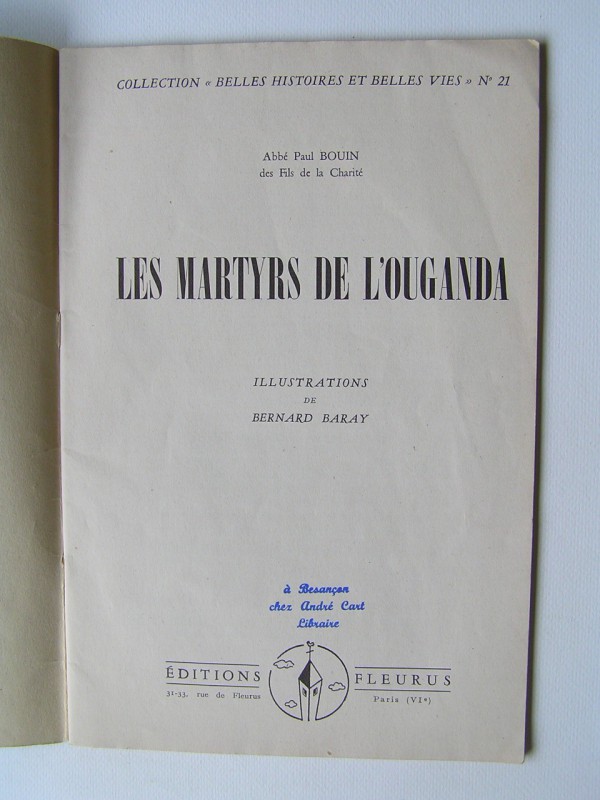 COLLECTION « BELLES HISTOIRES ET BELLES VIES » Nº 21
Abbé Paul BOUIN
des Fils de la Charité
LES MARTYRS DE L'OUGANDA
ILLUSTRATIONS
DE
BERNARD BARAY
à Besançon
chez André Cart
Libraire
ÉDITIONS FLEURUS
31-33, rue de Fleurus Paris (VIᵉ)